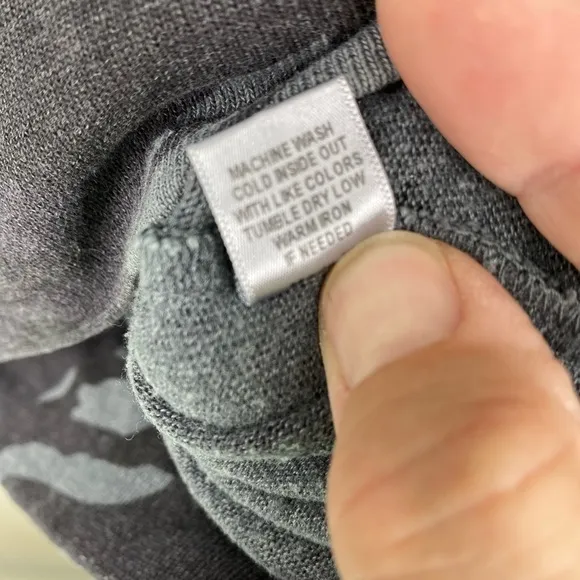 MACHINE WASH
COLD INSIDE OUT
WITH LIKE COLORS
TUMBLE DRY LOW
WARM IRON
IF NEEDED